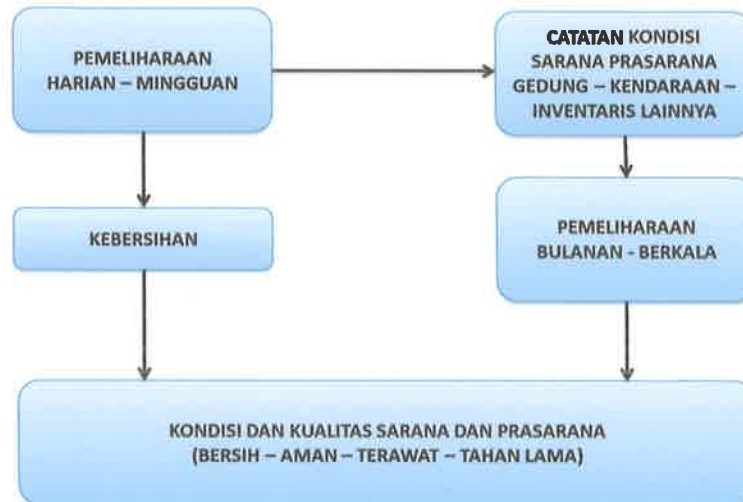 PEMELIHARAAN
HARIAN – MINGGUAN
CATATAN KONDISI
SARANA PRASARANA
GEDUNG – KENDARAAN –
INVENTARIS LAINNYA
KEBERSIHAN
PEMELIHARAAN
BULANAN - BERKALA
KONDISI DAN KUALITAS SARANA DAN PRASARANA
(BERSIH – AMAN – TERAWAT – TAHAN LAMA)